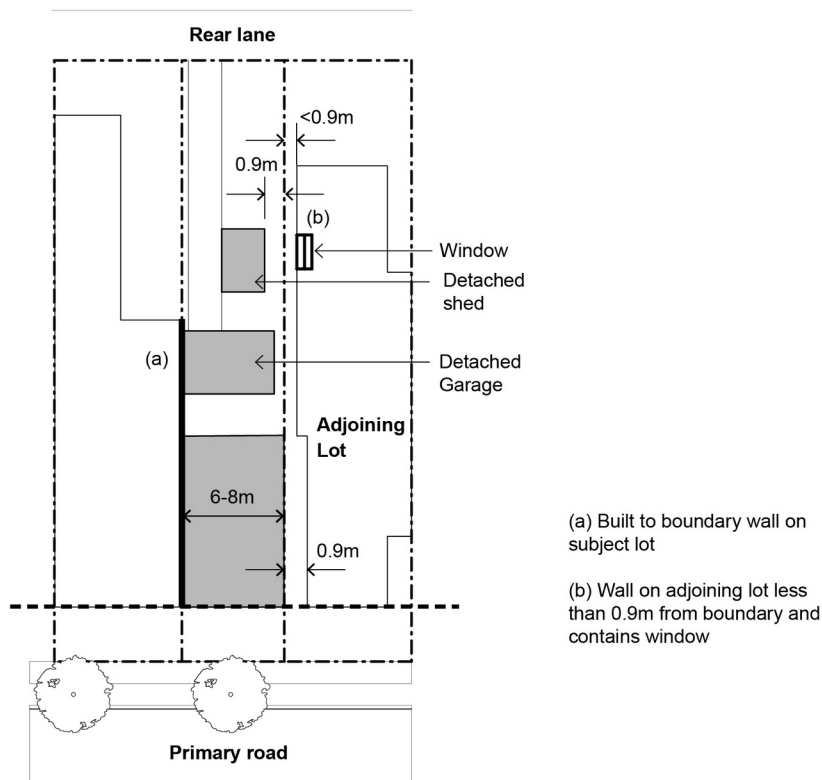 Rear lane
<0.9m
0.9m
(b)
Window
Detached
shed
(a)
Detached
Garage
Adjoining
Lot
6-8m
0.9m
(a) Built to boundary wall on
subject lot
(b) Wall on adjoining lot less
than 0.9m from boundary and
contains window
Primary road